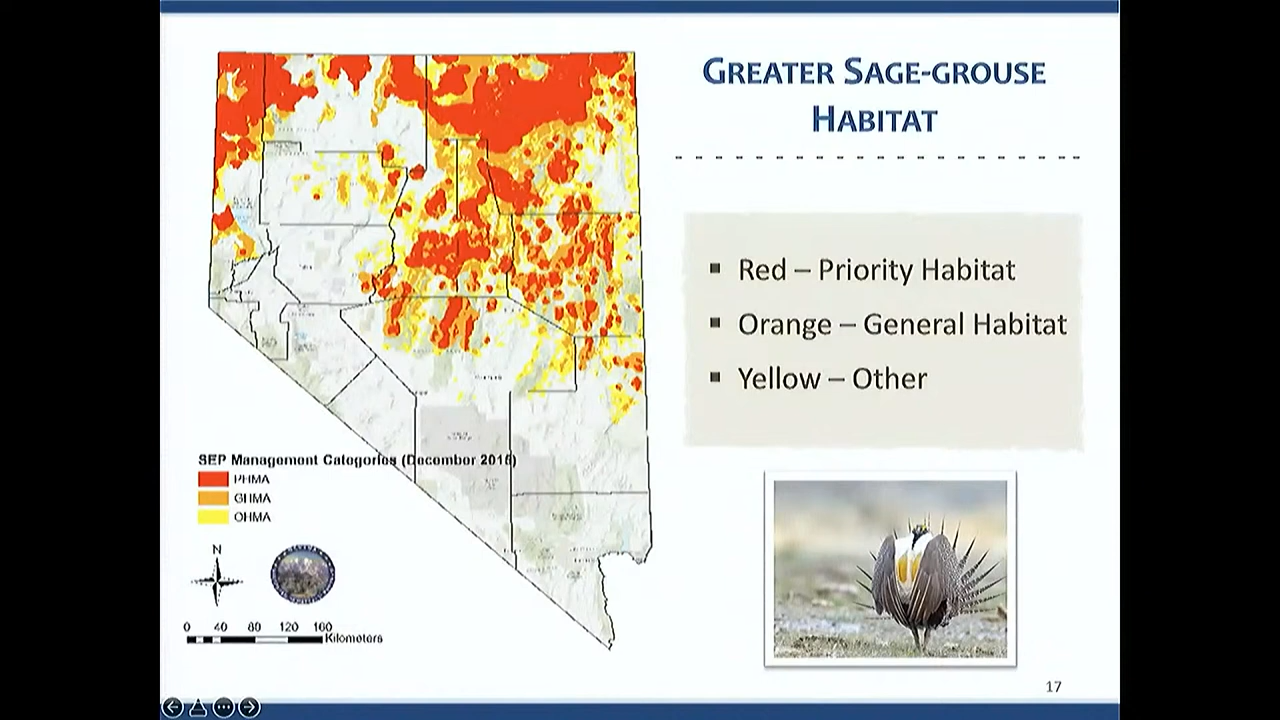 GREATER SAGE-GROUSE
HABITAT
▪ Red – Priority Habitat
▪ Orange – General Habitat
▪ Yellow – Other
SEP Management Categories (December 2015)
PHMA
GHMA
OHMA
N
0 40 80 120 160
Kilometers
17